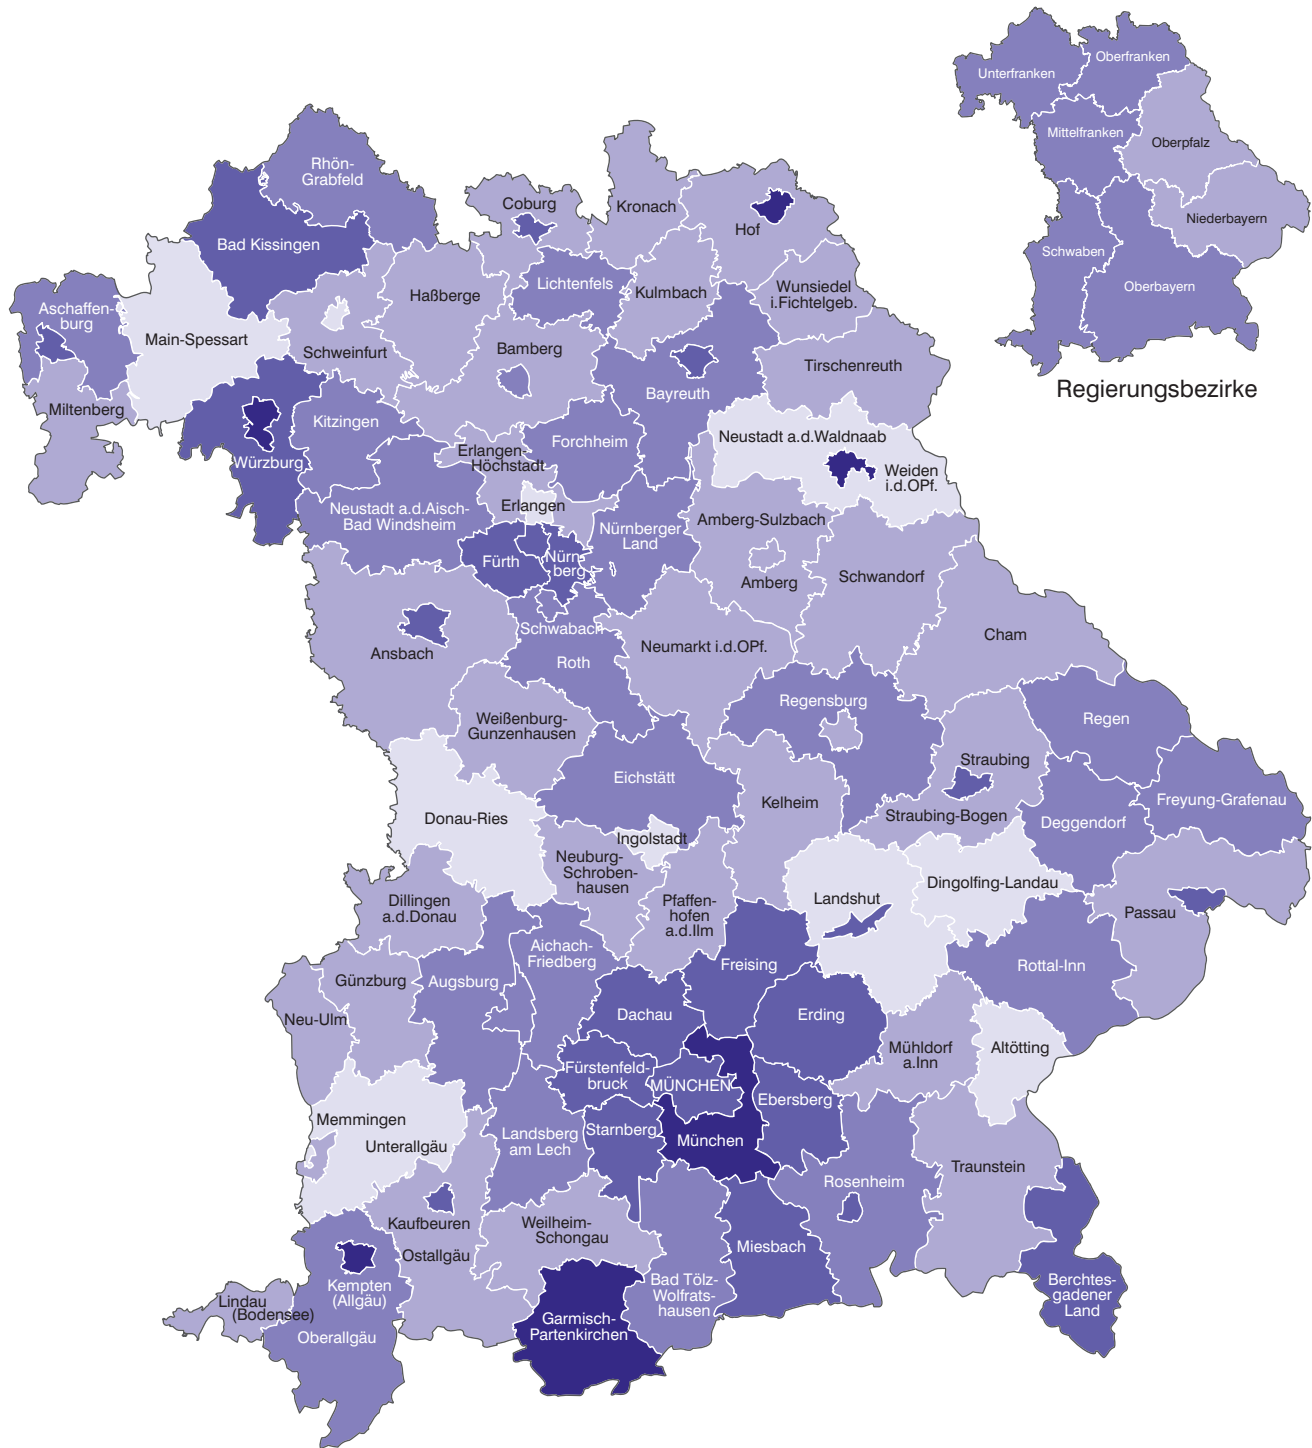 Unterfranken
Oberfranken
Mittelfranken
Oberpfalz
Niederbayern
Schwaben
Oberbayern
Regierungsbezirke
Rhön-
Grabfeld
Coburg
Kronach
Hof
Bad Kissingen
Lichtenfels
Kulmbach
Wunsiedel
i.Fichtelgeb.
Haßberge
Aschaffen-
burg
Main-Spessart
Schweinfurt
Bamberg
Bayreuth
Tirschenreuth
Miltenberg
Kitzingen
Forchheim
Neustadt a.d.Waldnaab
Weiden
i.d.OPf.
Würzburg
Erlangen-
Höchstadt
Erlangen
Neustadt a.d.Aisch-
Bad Windsheim
Nürnberger
Land
Amberg-Sulzbach
Fürth
Nürn-
berg
Amberg
Schwandorf
Schwabach
Roth
Ansbach
Neumarkt i.d.OPf.
Cham
Weißenburg-
Gunzenhausen
Regensburg
Regen
Straubing
Eichstätt
Kelheim
Straubing-Bogen
Freyung-Grafenau
Deggendorf
Donau-Ries
Ingolstadt
Neuburg-
Schroben-
hausen
Dingolfing-Landau
Landshut
Passau
Dillingen
a.d.Donau
Pfaffen-
hofen
a.d.Ilm
Aichach-
Friedberg
Freising
Rottal-Inn
Günzburg
Augsburg
Neu-Ulm
Dachau
Erding
Mühldorf
a.Inn
Altötting
Fürstenfeld-
bruck
MÜNCHEN
Ebersberg
Memmingen
Unterallgäu
Landsberg
am Lech
Starnberg
München
Traunstein
Rosenheim
Kaufbeuren
Ostallgäu
Weilheim-
Schongau
Miesbach
Kempten
(Allgäu)
Bad Tölz-
Wolfrats-
hausen
Berchtes-
gadener
Land
Lindau
(Bodensee)
Oberallgäu
Garmisch-
Partenkirchen